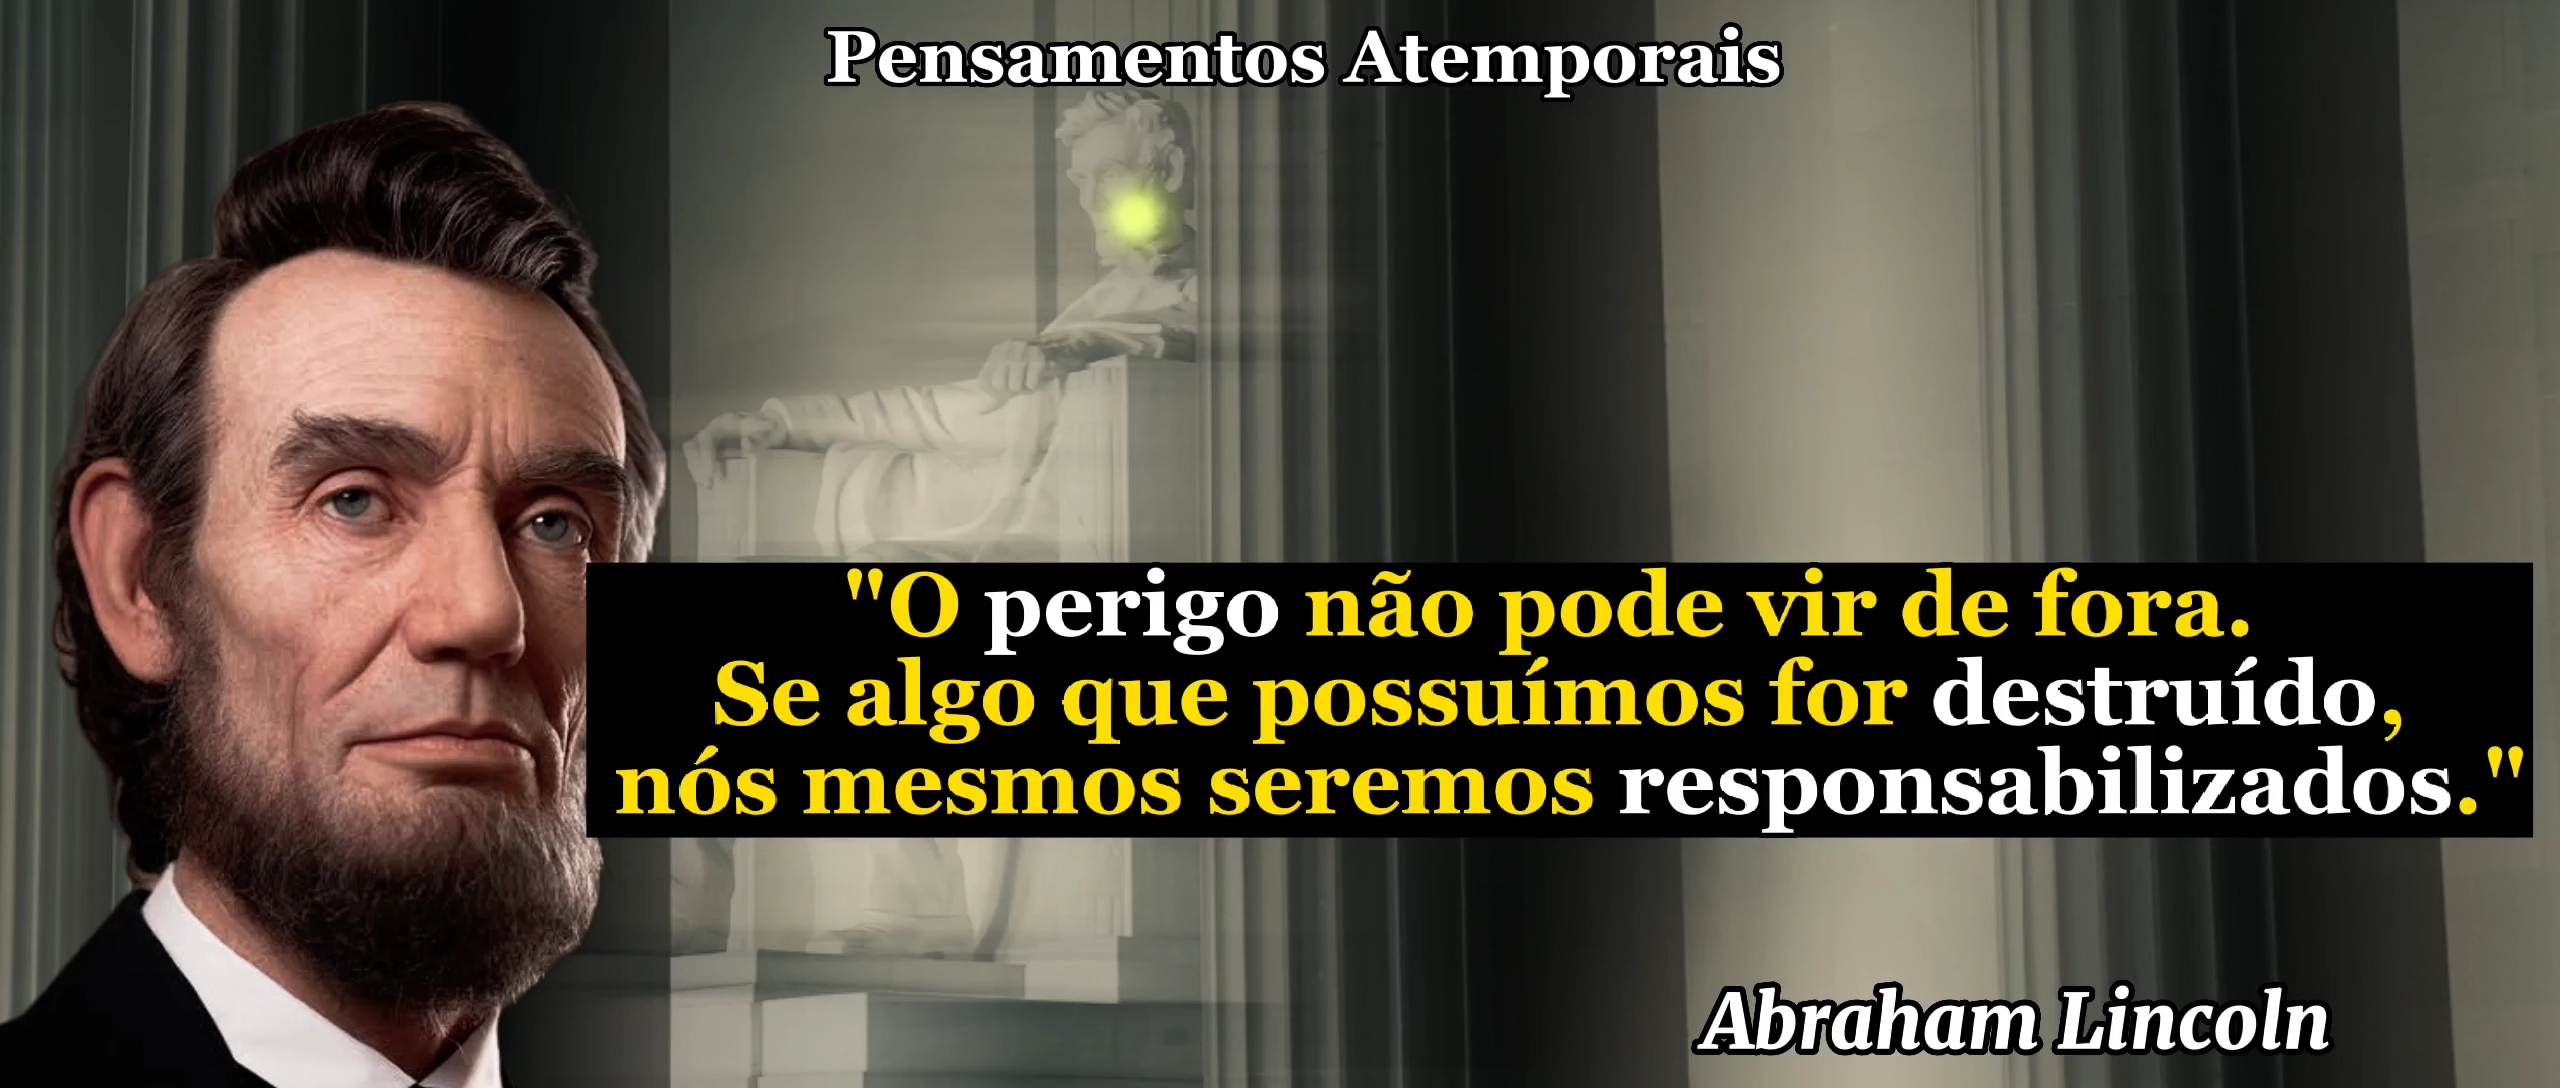 Pensamentos Atemporais
"O perigo não pode vir de fora.
Se algo que possuímos for destruído,
nós mesmos seremos responsabilizados."
Abraham Lincoln